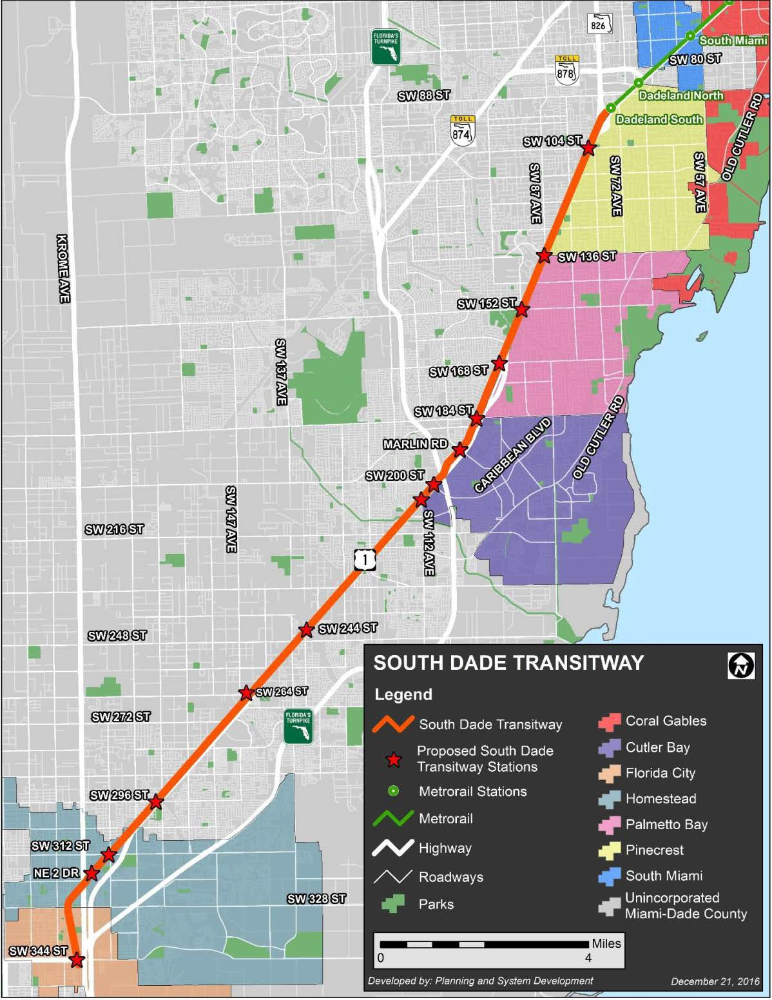 826
FLORIDA'S
TURNPIKE
South Miami
SW 80 ST
TOLL
878
SW 88 ST
Dadeland North
TOLL
874
Dadeland South
OLD CUTLER RD
SW 104 ST
SW 87 AVE
SW 72 AVE
SW 57 AVE
KROME AVE
SW 136 ST
SW 152 ST
SW 137 AVE
SW 168 ST
SW 184 ST
MARLIN RD
CARIBBEAN BLVD
OLD CUTLER RD
SW 200 ST
SW 147 AVE
SW 112 AVE
SW 216 ST
1
SW 244 ST
SW 248 ST
SW 264 ST
SW 272 ST
FLORIDA'S
TURNPIKE
SW 296 ST
SW 312 ST
NE 2 DR
SW 328 ST
SW 344 ST
SOUTH DADE TRANSITWAY
N
Legend
South Dade Transitway
Proposed South Dade
Transitway Stations
Metrorail Stations
Metrorail
Highway
Roadways
Parks
Coral Gables
Cutler Bay
Florida City
Homestead
Palmetto Bay
Pinecrest
South Miami
Unincorporated
Miami-Dade County
Miles
0 4
Developed by: Planning and System Development
December 21, 2016